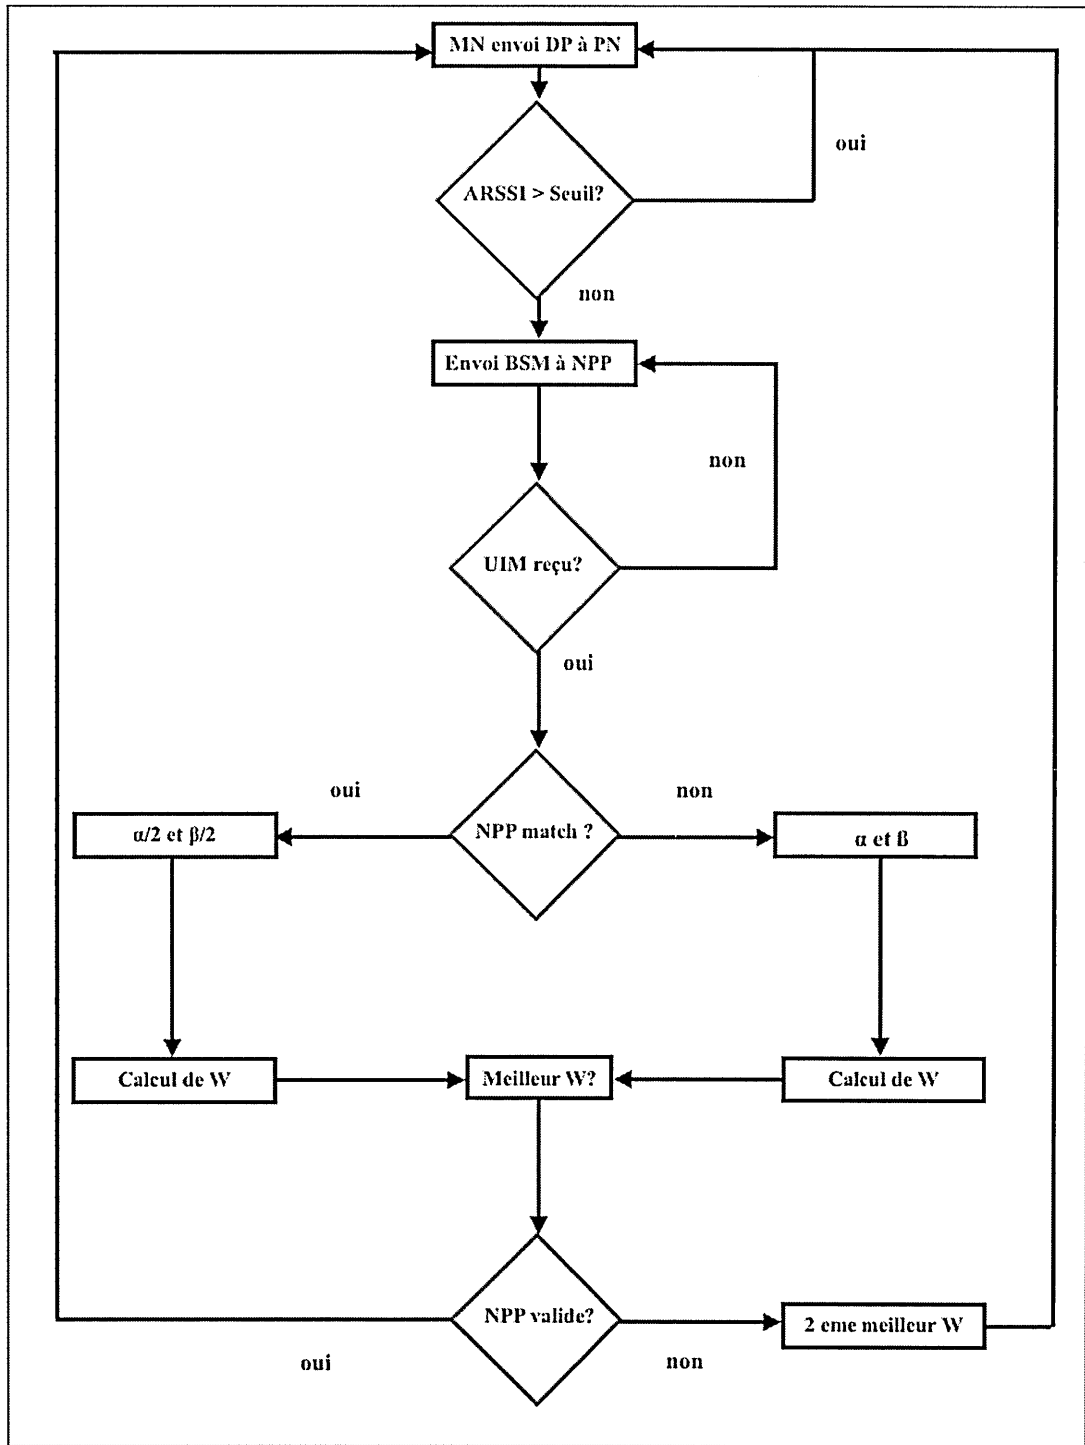 MN envoi DP à PN
oui
ARSSI > Seuil?
non
Envoi BSM à NPP
non
UIM reçu?
oui
oui
non
NPP match ?
α/2 et β/2
α et ß
Calcul de W
Meilleur W?
Calcul de W
NPP valide?
2 eme meilleur W
oui
non